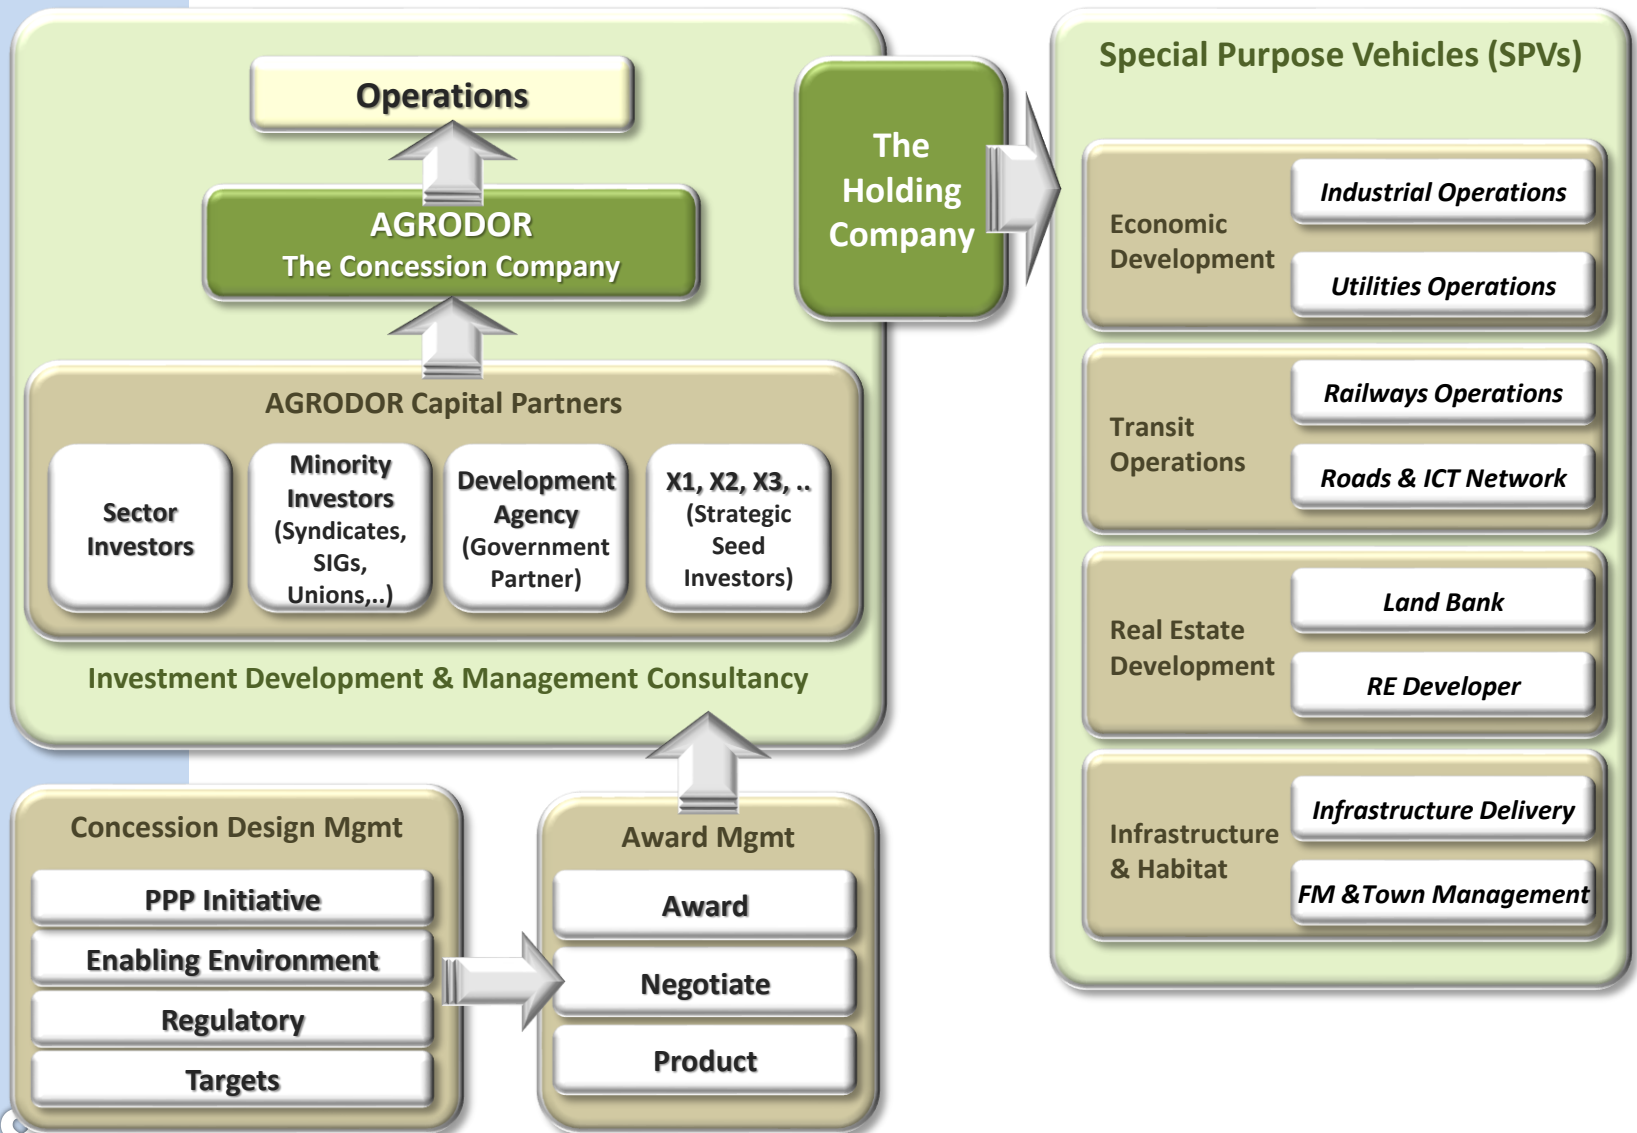 Operations
AGRODOR
The Concession Company
AGRODOR Capital Partners
Sector
Investors
Minority
Investors
(Syndicates,
SIGs,
Unions,..)
Development
Agency
(Government
Partner)
X1, X2, X3, ..
(Strategic
Seed
Investors)
Investment Development & Management Consultancy
The
Holding
Company
Special Purpose Vehicles (SPVs)
Economic
Development
Industrial Operations
Utilities Operations
Transit
Operations
Railways Operations
Roads & ICT Network
Real Estate
Development
Land Bank
RE Developer
Infrastructure
& Habitat
Infrastructure Delivery
FM &Town Management
Concession Design Mgmt
PPP Initiative
Enabling Environment
Regulatory
Targets
Award Mgmt
Award
Negotiate
Product